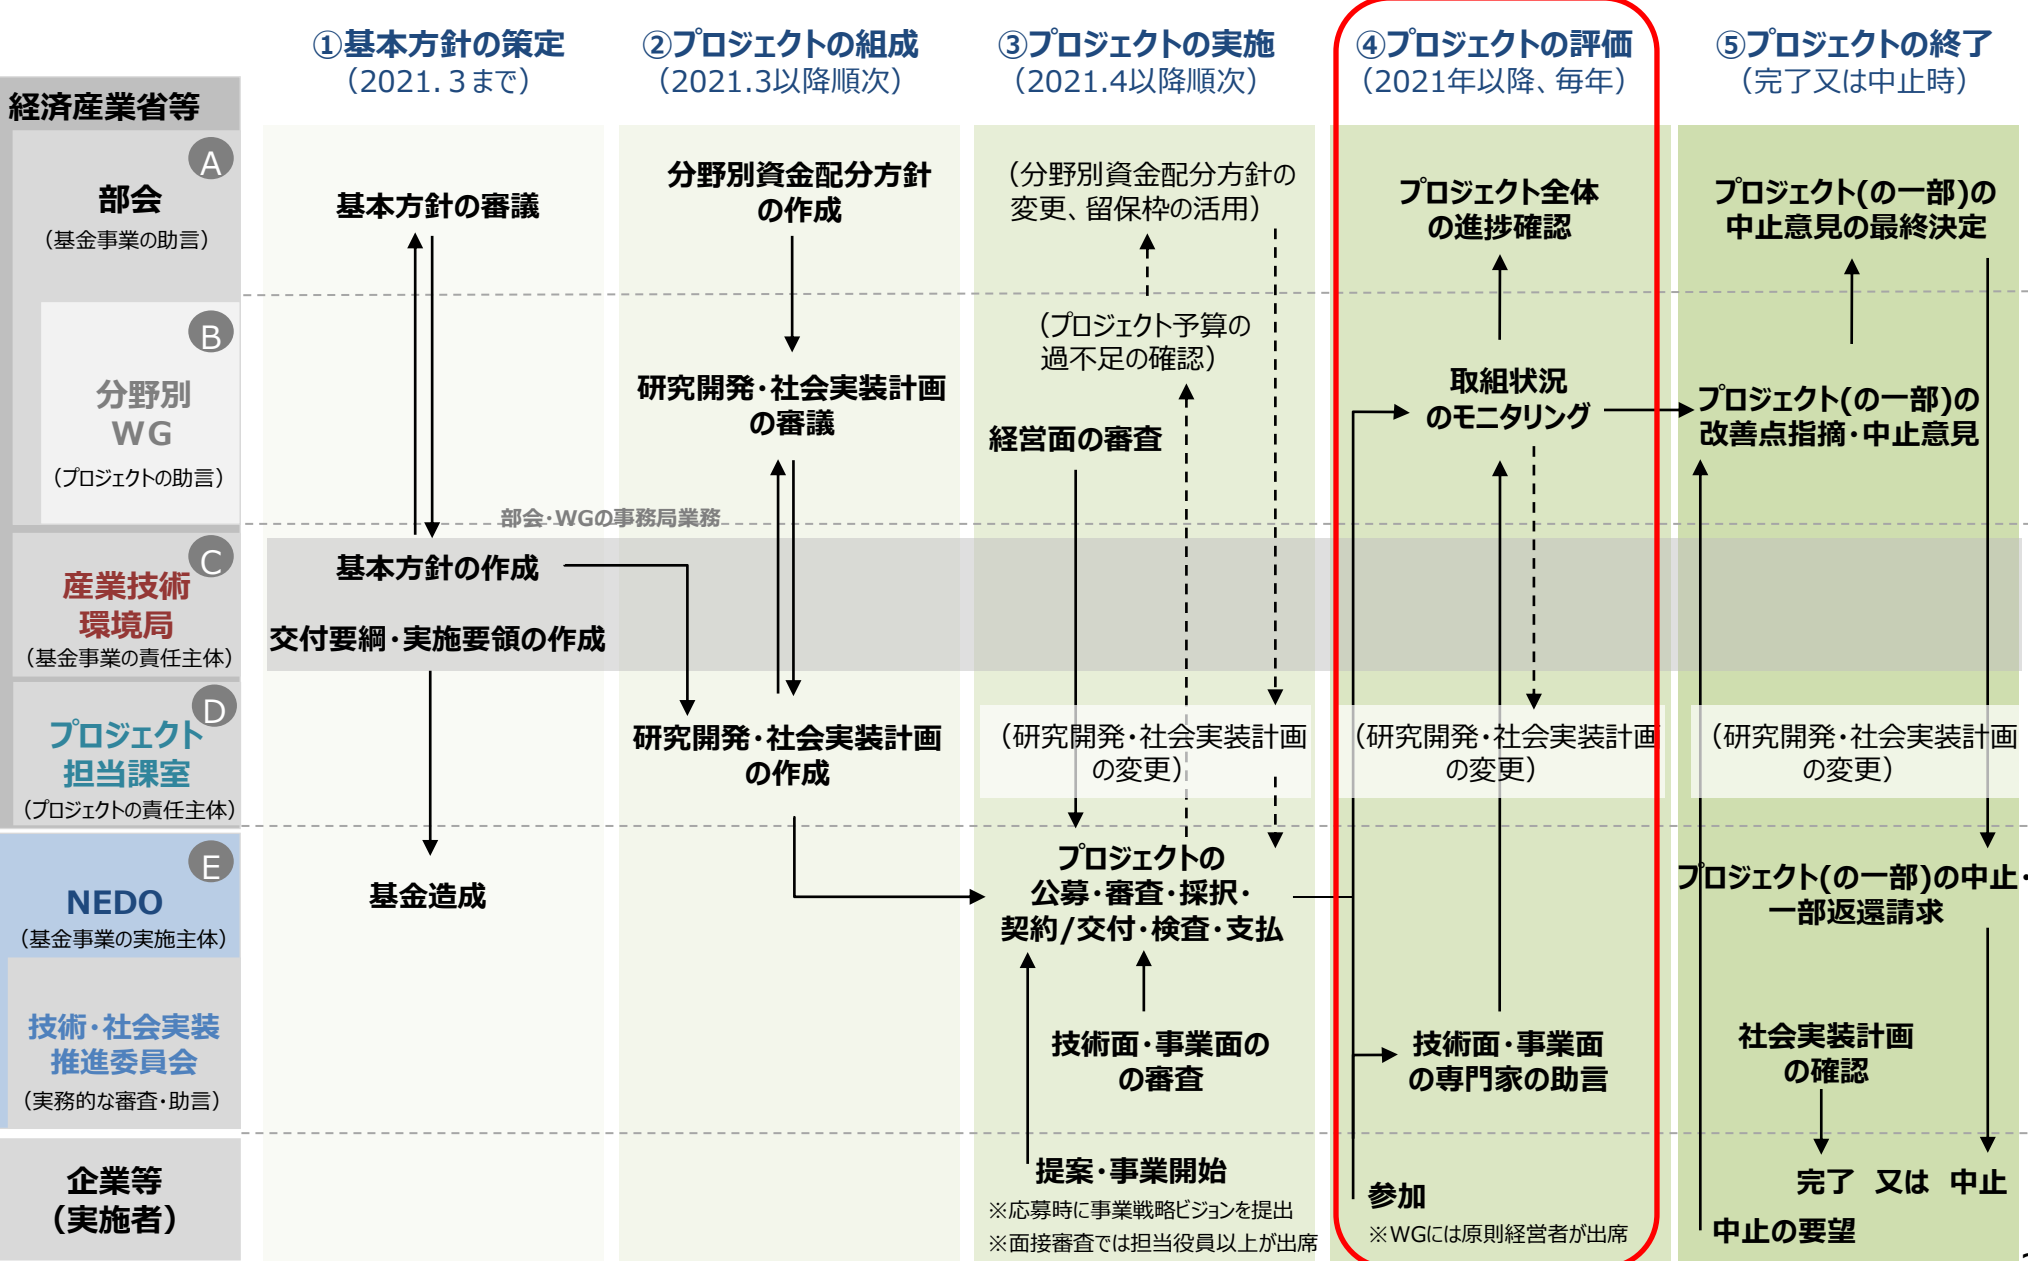 ①基本方針の策定
（2021.３まで）
②プロジェクトの組成
（2021.3以降順次）
③プロジェクトの実施
（2021.4以降順次）
④プロジェクトの評価
（2021年以降、毎年）
⑤プロジェクトの終了
（完了又は中止時）
経済産業省等
A
部会
（基金事業の助言）
基本方針の審議
分野別資金配分方針
の作成
（分野別資金配分方針の
変更、留保枠の活用）
プロジェクト全体
の進捗確認
プロジェクト(の一部)の
中止意見の最終決定
B
分野別
WG
（プロジェクトの助言）
研究開発・社会実装計画
の審議
（プロジェクト予算の
過不足の確認）
経営面の審査
取組状況
のモニタリング
プロジェクト(の一部)の
改善点指摘・中止意見
部会・WGの事務局業務
C
産業技術
環境局
（基金事業の責任主体）
基本方針の作成
交付要綱・実施要領の作成
D
プロジェクト
担当課室
（プロジェクトの責任主体）
研究開発・社会実装計画
の作成
（研究開発・社会実装計画
の変更）
（研究開発・社会実装計画
の変更）
（研究開発・社会実装計画
の変更）
E
NEDO
（基金事業の実施主体）
基金造成
プロジェクトの
公募・審査・採択・
契約/交付・検査・支払
プロジェクト(の一部)の中止・
一部返還請求
技術・社会実装
推進委員会
（実務的な審査・助言）
技術面・事業面の
の審査
技術面・事業面
の専門家の助言
社会実装計画
の確認
企業等
（実施者）
提案・事業開始
※応募時に事業戦略ビジョンを提出
※面接審査では担当役員以上が出席
参加
※WGには原則経営者が出席
完了 又は 中止
中止の要望